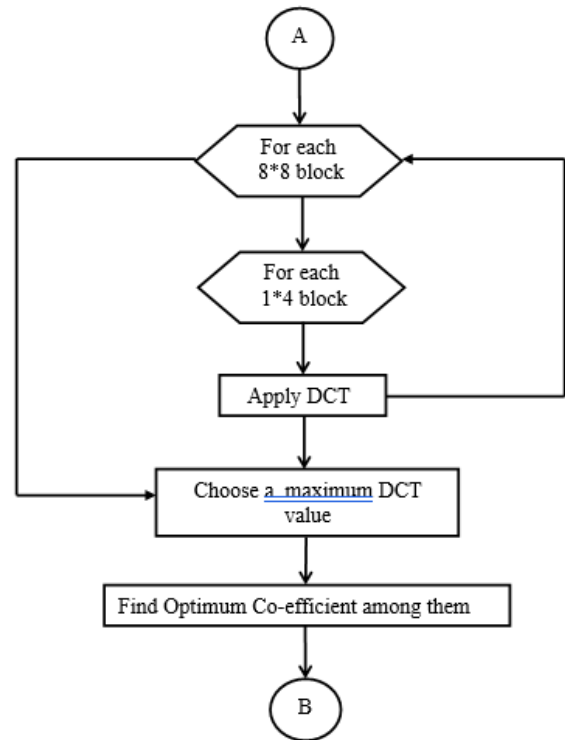 A
For each
8*8 block
For each
1*4 block
Apply DCT
Choose a maximum DCT
value
Find Optimum Co-efficient among them
B